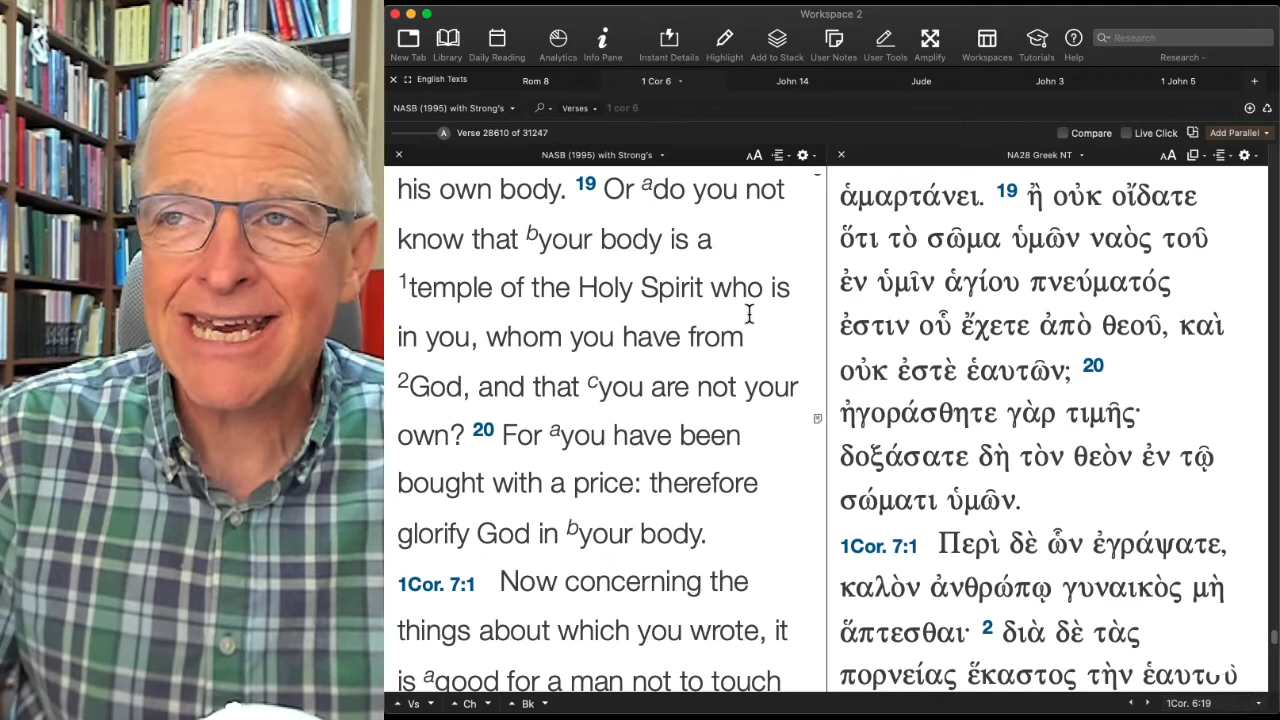 Workspace 2
New Tab Library Daily Reading Analytics Info Pane Instant Details Highlight Add to Stack User Notes User Tools Amplify Workspaces Tutorials Help Research
Research
English Texts Rom 8 1 Cor 6 John 14 Jude John 3 1 John 5
NASB (1995) with Strong's Verses 1 cor 6
A Verse 28610 of 31247 Compare Live Click Add Parallel
NASB (1995) with Strong's AA
his own body. 19 Or ado you not
know that byour body is a
1temple of the Holy Spirit who is
in you, whom you have from
2God, and that cyou are not your
own? 20 For ayou have been
bought with a price: therefore
glorify God in byour body.
1Cor. 7:1 Now concerning the
things about which you wrote, it
is agood for a man not to touch
NA28 Greek NT AA
ἁμαρτάνει. 19 ἢ οὐκ οἴδατε
ὅτι τὸ σῶμα ὑμῶν ναὸς τοῦ
ἐν ὑμῖν ἁγίου πνεύματός
ἐστιν οὗ ἔχετε ἀπὸ θεοῦ, καὶ
οὐκ ἐστὲ ἑαυτῶν; 20
ἠγοράσθητε γὰρ τιμῆς·
δοξάσατε δὴ τὸν θεὸν ἐν τῷ
σώματι ὑμῶν.
1Cor. 7:1 Περὶ δὲ ὧν ἐγράψατε,
καλὸν ἀνθρώπῳ γυναικὸς μὴ
ἅπτεσθαι· 2 διὰ δὲ τὰς
πορνείας ἕκαστος τὴν ἑαυτοῦ
Vs Ch Bk 1Cor. 6:19